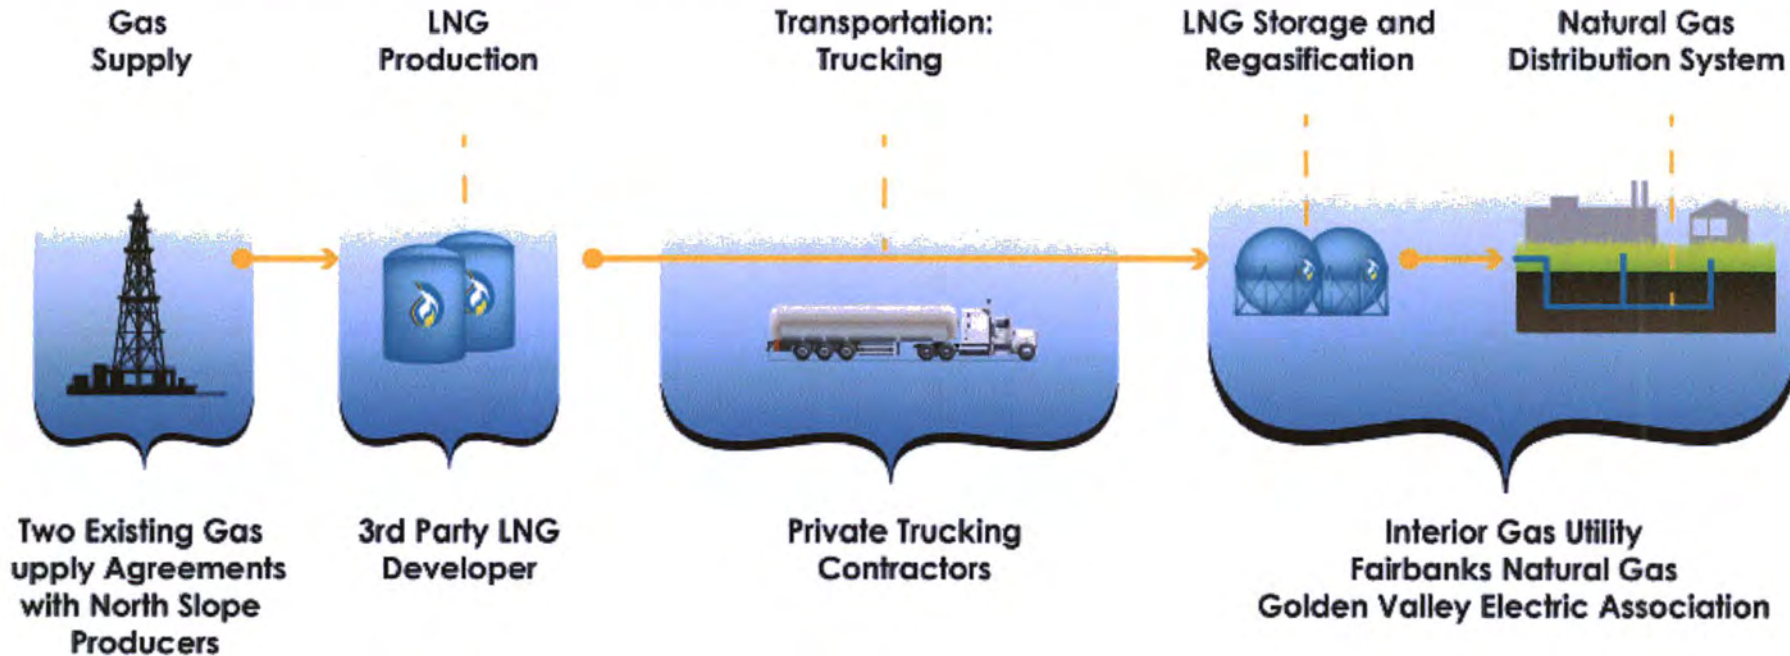 Gas
Supply
LNG
Production
Transportation:
Trucking
LNG Storage and
Regasification
Natural Gas
Distribution System
Two Existing Gas
upply Agreements
with North Slope
Producers
3rd Party LNG
Developer
Private Trucking
Contractors
Interior Gas Utility
Fairbanks Natural Gas
Golden Valley Electric Association